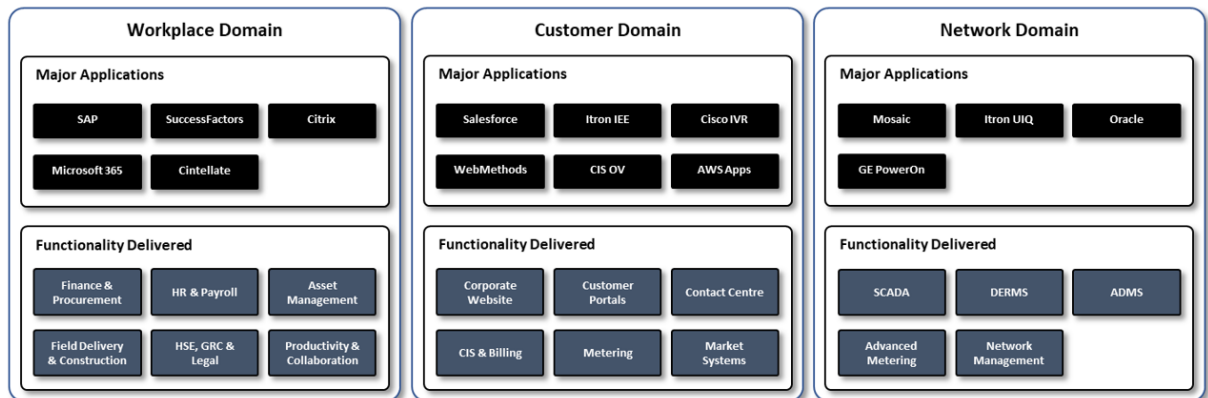 Workplace Domain
Major Applications
SAP
SuccessFactors
Citrix
Microsoft 365
Cintellate
Functionality Delivered
Finance &
Procurement
HR & Payroll
Asset
Management
Field Delivery
& Construction
HSE, GRC &
Legal
Productivity &
Collaboration
Customer Domain
Major Applications
Salesforce
Itron IEE
Cisco IVR
WebMethods
CIS OV
AWS Apps
Functionality Delivered
Corporate
Website
Customer
Portals
Contact Centre
CIS & Billing
Metering
Market
Systems
Network Domain
Major Applications
Mosaic
Itron UIQ
Oracle
GE PowerOn
Functionality Delivered
SCADA
DERMS
ADMS
Advanced
Metering
Network
Management